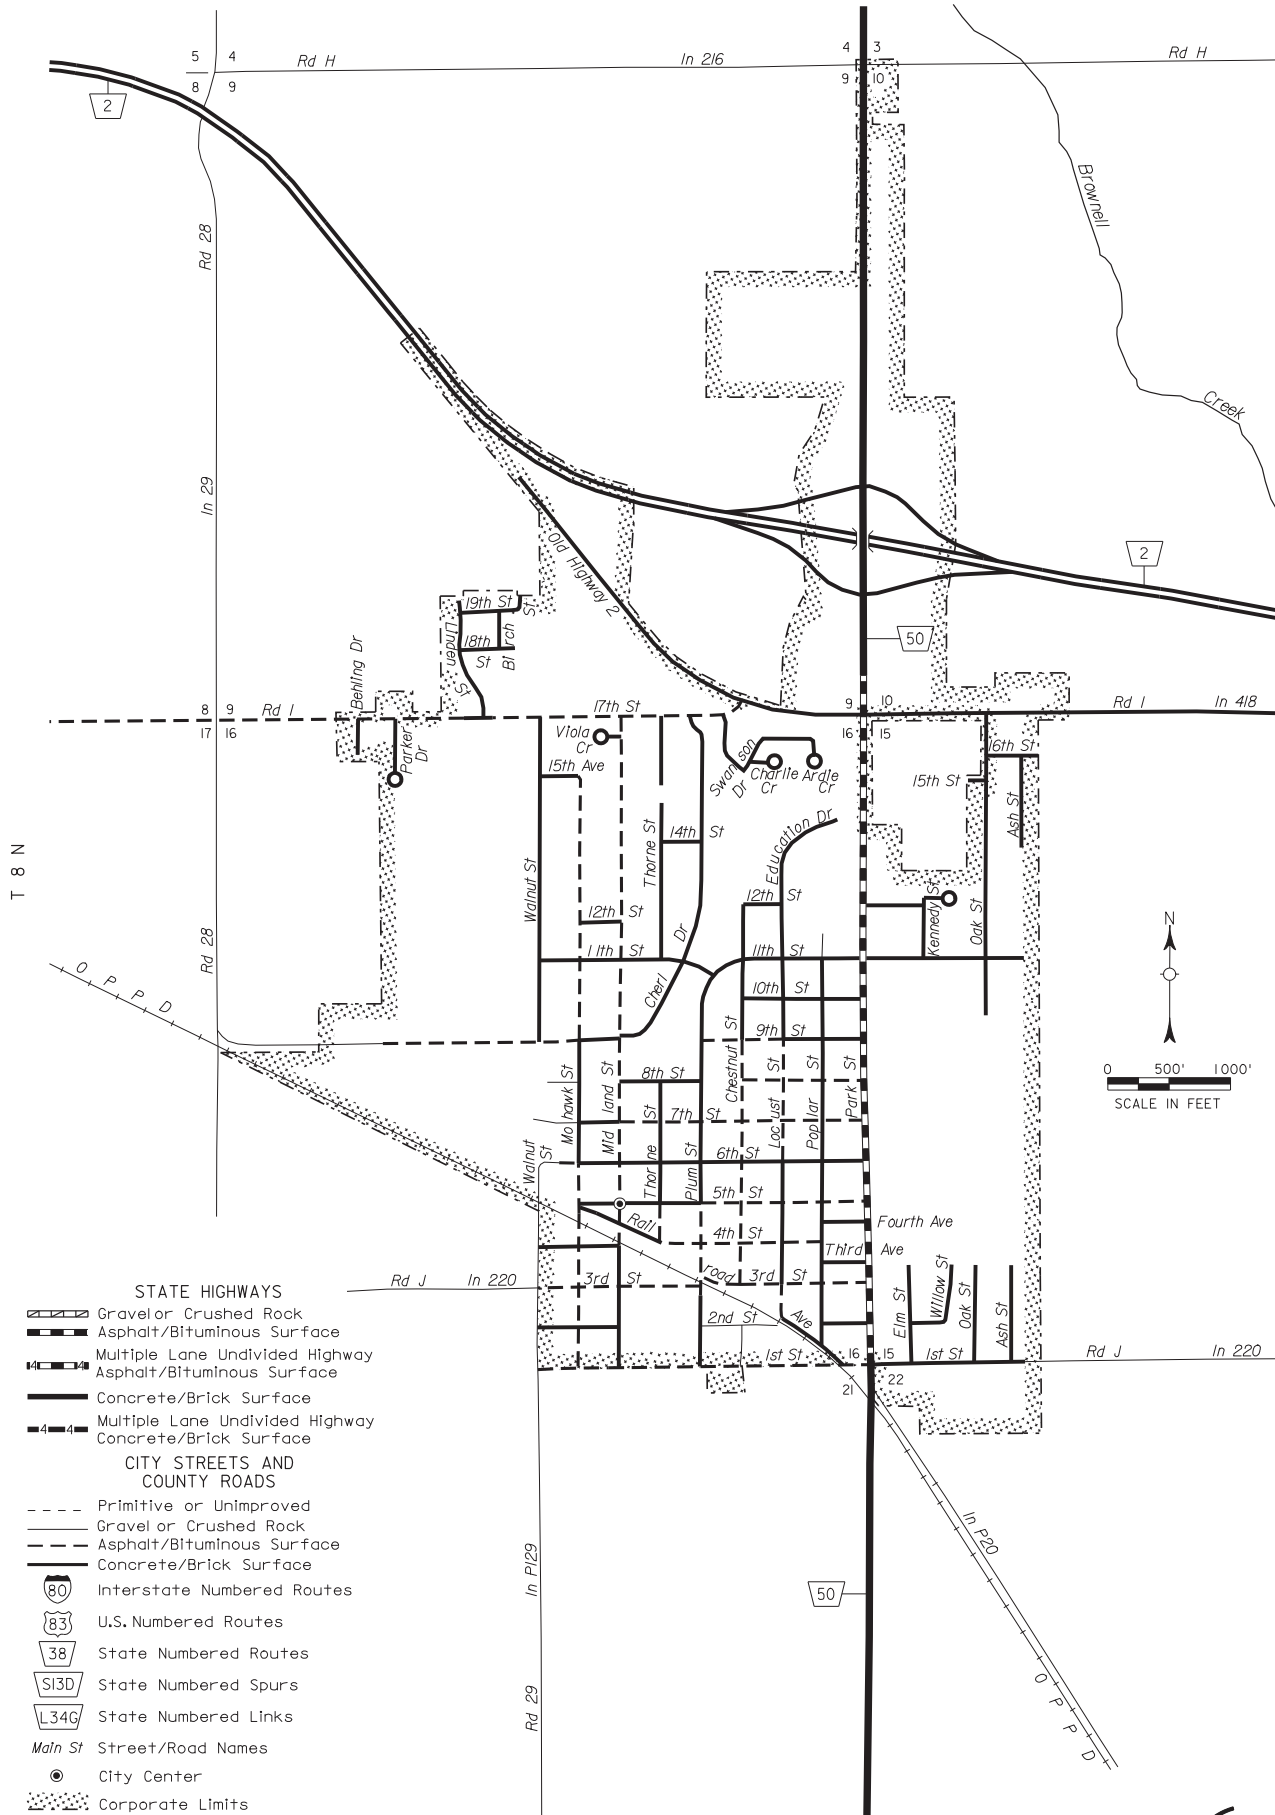 5 4
Rd H
In 216
4 3
Rd H
8 9
9 10
2
Brownell
Rd 28
Creek
In 29
Old Highway 2
2
50
19th St
Linden St
18th St
Birch St
Behling Dr
8 9
Rd I
17th St
9 10
Rd I
In 418
17 16
Parker Dr
Viola Cr
16 15
16th St
15th Ave
Swanson Dr
Charlie Cr
Ardie Cr
15th St
Ash St
Thorne St
14th St
Education Dr
T 8 N
Walnut St
12th St
12th St
Kennedy St
Oak St
N
Rd 28
11th St
Cherl Dr
11th St
O P P D
10th St
Chestnut St
9th St
0 500' 1000'
SCALE IN FEET
Mohawk St
Midland St
8th St
Locust St
Poplar St
Park St
7th St
Walnut St
Thorne St
Plum St
6th St
5th St
Rail
4th St
Fourth Ave
Third Ave
road
Rd J
In 220
3rd St
3rd St
Ave
2nd St
Elm St
Willow St
Oak St
Ash St
1st St
16 15
1st St
Rd J
In 220
21 22
STATE HIGHWAYS
Gravel or Crushed Rock
Asphalt/Bituminous Surface
4 4
Multiple Lane Undivided Highway
Asphalt/Bituminous Surface
Concrete/Brick Surface
4 4
Multiple Lane Undivided Highway
Concrete/Brick Surface
CITY STREETS AND
COUNTY ROADS
Primitive or Unimproved
Gravel or Crushed Rock
Asphalt/Bituminous Surface
Concrete/Brick Surface
80 Interstate Numbered Routes
83 U.S. Numbered Routes
38 State Numbered Routes
S13D State Numbered Spurs
L34G State Numbered Links
Main St Street/Road Names
City Center
Corporate Limits
In P129
Rd 29
50
In P20
O P P D